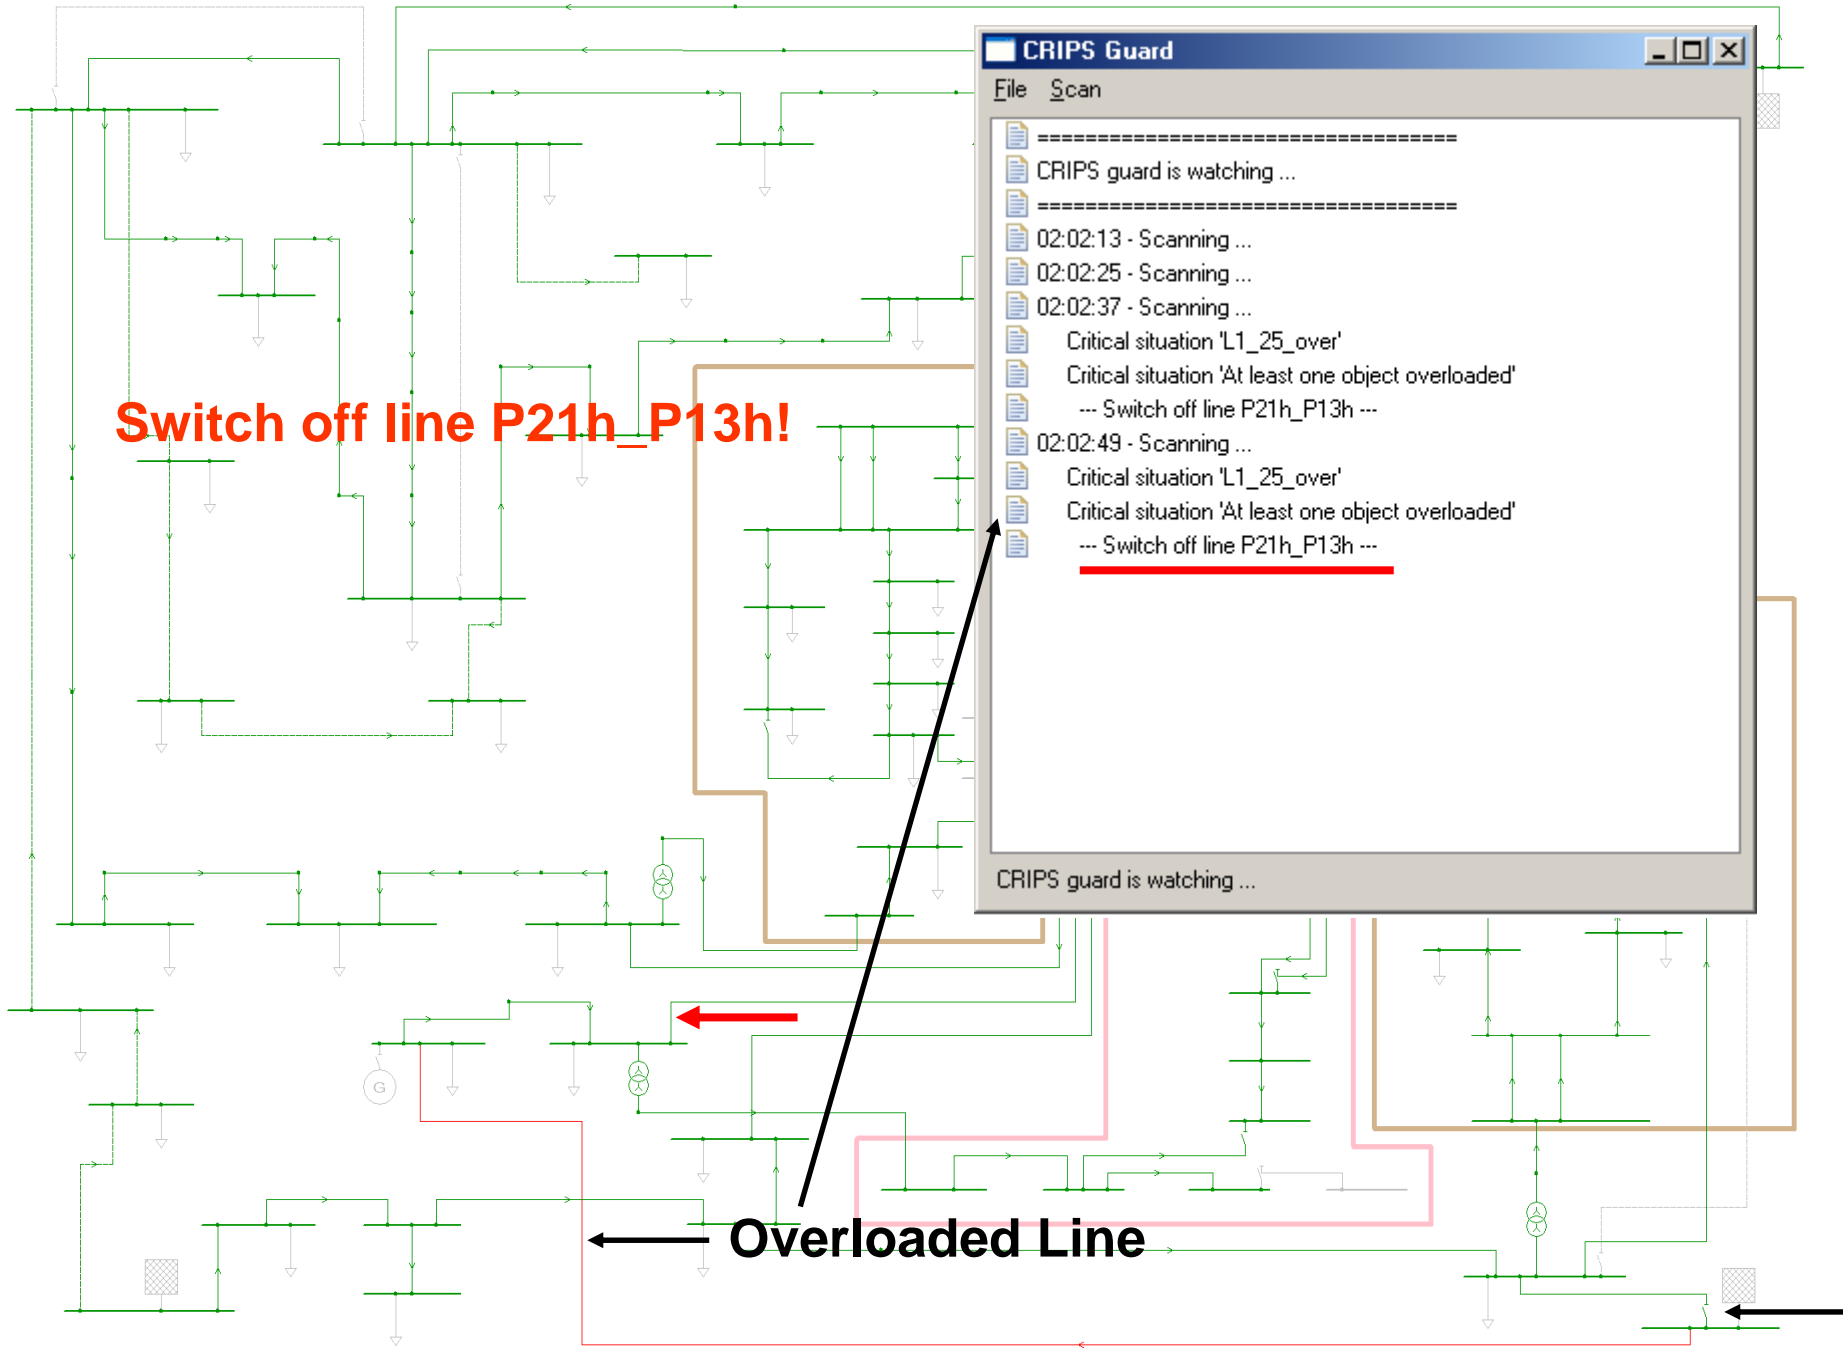 CRIPS Guard
File Scan
==================================
CRIPS guard is watching ...
==================================
02:02:13 - Scanning ...
02:02:25 - Scanning ...
02:02:37 - Scanning ...
Critical situation 'L1_25_over'
Critical situation 'At least one object overloaded'
--- Switch off line P21h_P13h ---
02:02:49 - Scanning ...
Critical situation 'L1_25_over'
Critical situation 'At least one object overloaded'
--- Switch off line P21h_P13h ---
CRIPS guard is watching ...
Switch off line P21h_P13h!
G
Overloaded Line